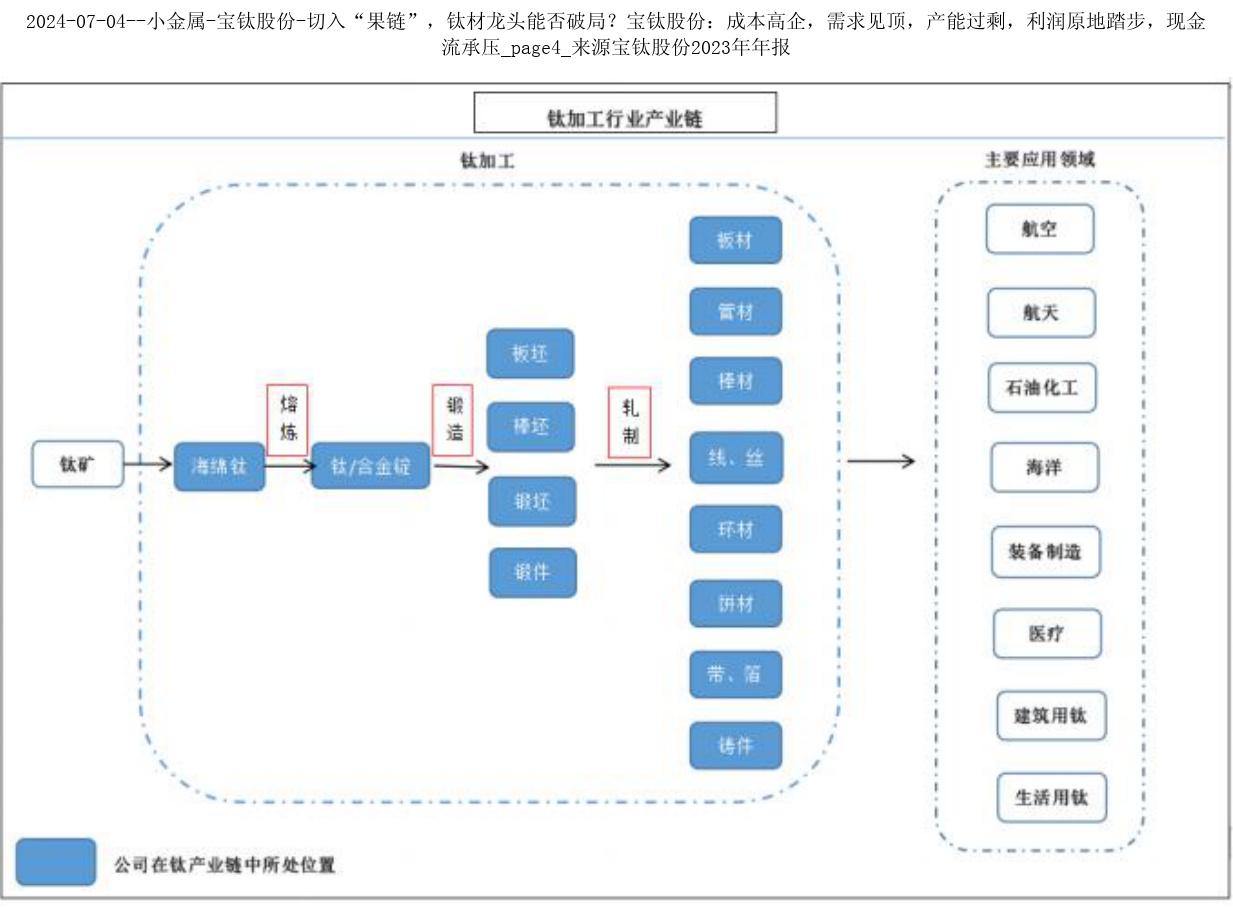 2024-07-04--小金属-宝钛股份-切入“果链”,钛材龙头能否破局？宝钛股份：成本高企，需求见顶，产能过剩，利润原地踏步，现金
流承压_page4_来源宝钛股份2023年年报
钛加工行业产业链
钛加工
主要应用领域
钛矿
海绵钛
熔
炼
钛/合金锭
锻
造
板坯
棒坯
锻坯
锻件
轧
制
板材
管材
棒材
线、丝
环材
饼材
带、箔
铸件
航空
航天
石油化工
海洋
装备制造
医疗
建筑用钛
生活用钛
公司在钛产业链中所处位置